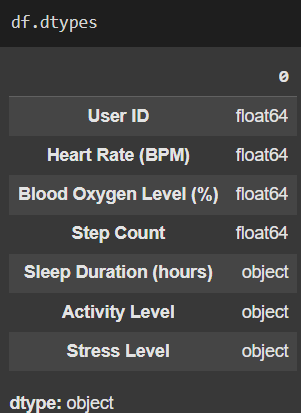 df.dtypes
0
User ID float64
Heart Rate (BPM) float64
Blood Oxygen Level (%) float64
Step Count float64
Sleep Duration (hours) object
Activity Level object
Stress Level object
dtype: object